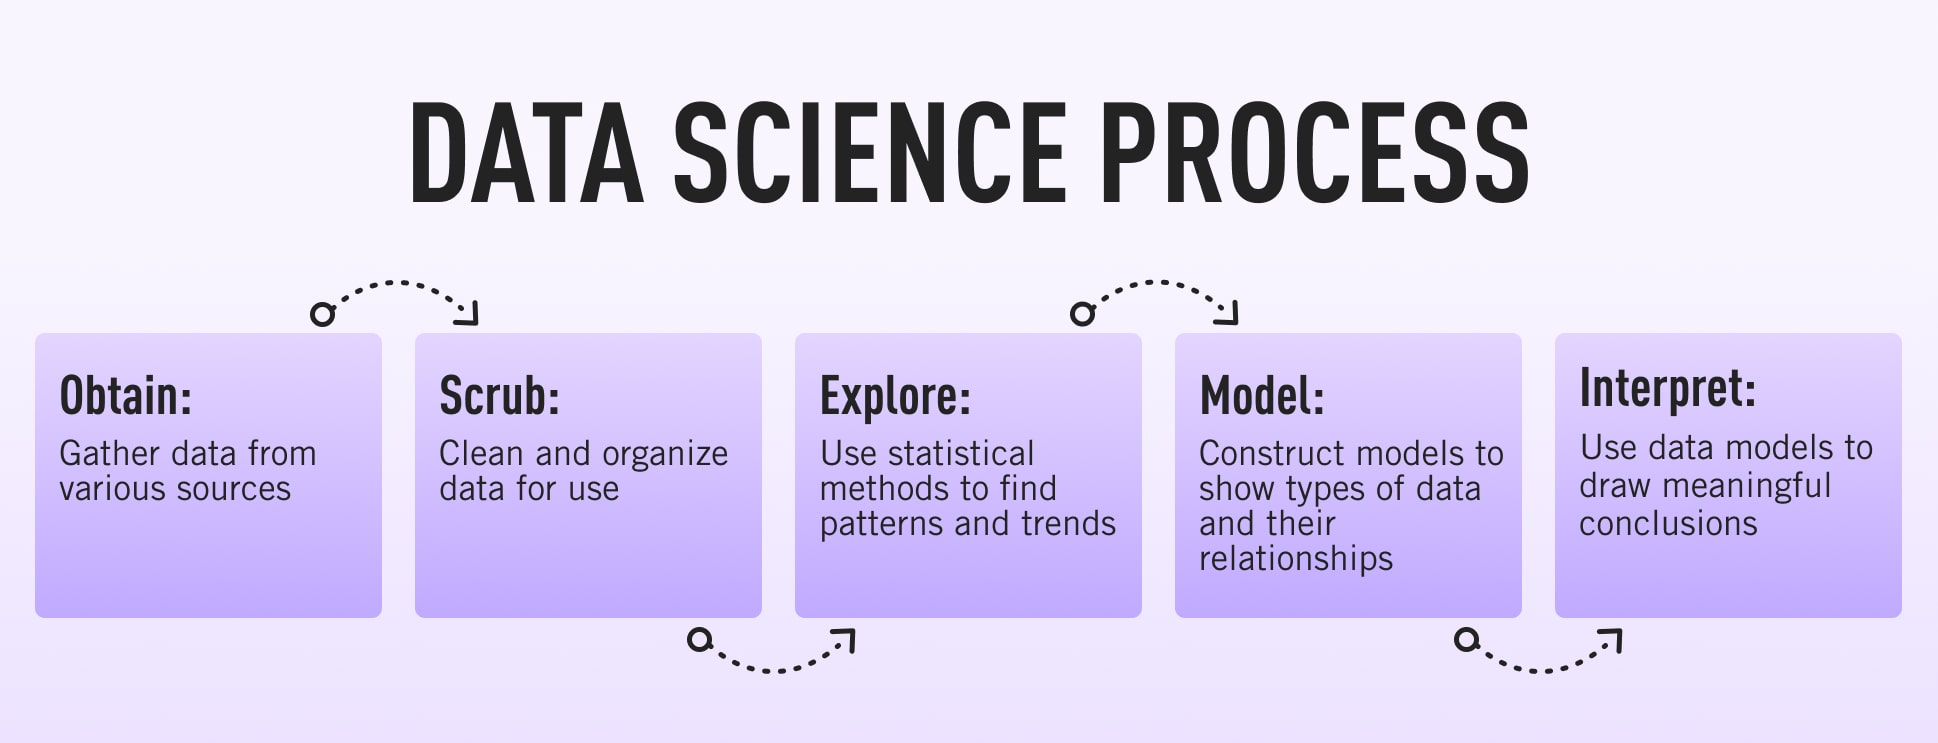 DATA SCIENCE PROCESS
Obtain:
Gather data from
various sources
Scrub:
Clean and organize
data for use
Explore:
Use statistical
methods to find
patterns and trends
Model:
Construct models to
show types of data
and their
relationships
Interpret:
Use data models to
draw meaningful
conclusions